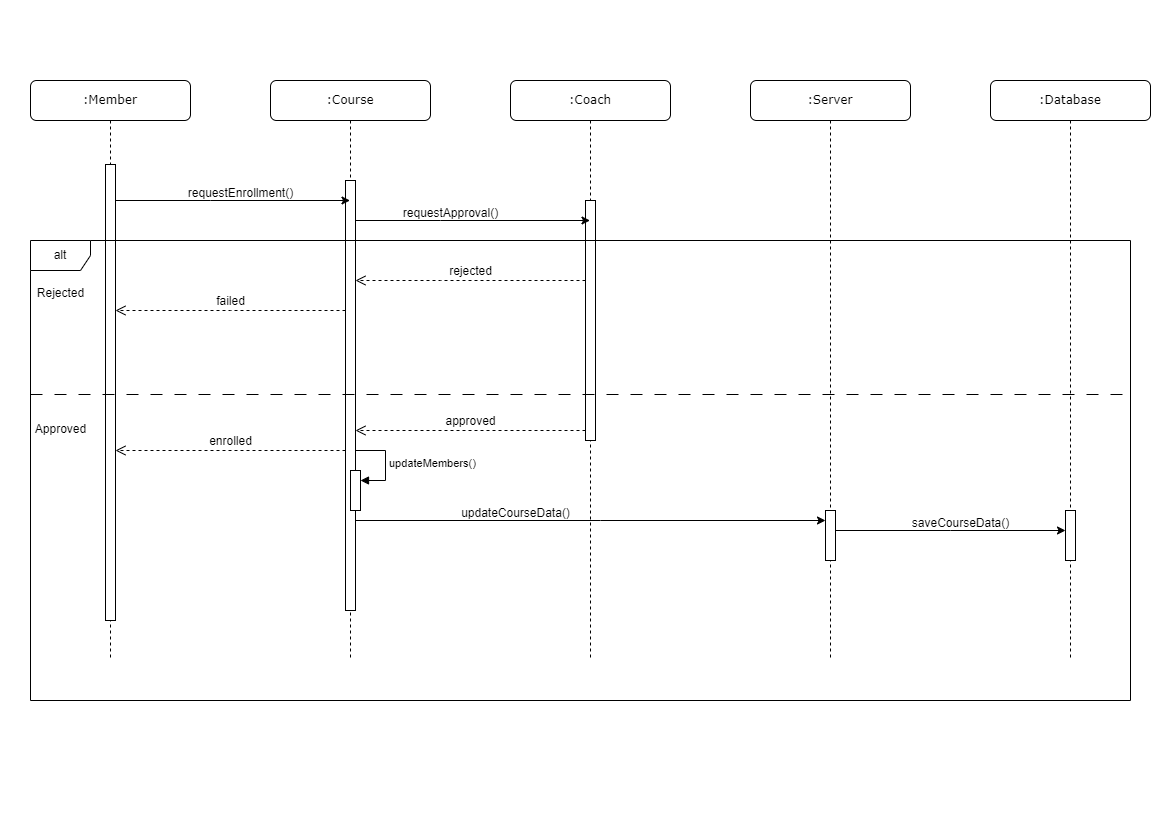 :Member
:Course
:Coach
:Server
:Database
requestEnrollment()
requestApproval()
alt
rejected
Rejected
failed
approved
Approved
enrolled
updateMembers()
updateCourseData()
saveCourseData()